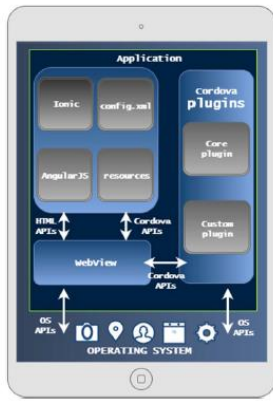 Application
Ionic
config.xml
Cordova
plugins
Core
plugin
AngularJS
resources
Custom
plugin
HTML
APIs
Cordova
APIs
WebView
Cordova
APIs
OS
APIs
OS
APIs
OPERATING SYSTEM